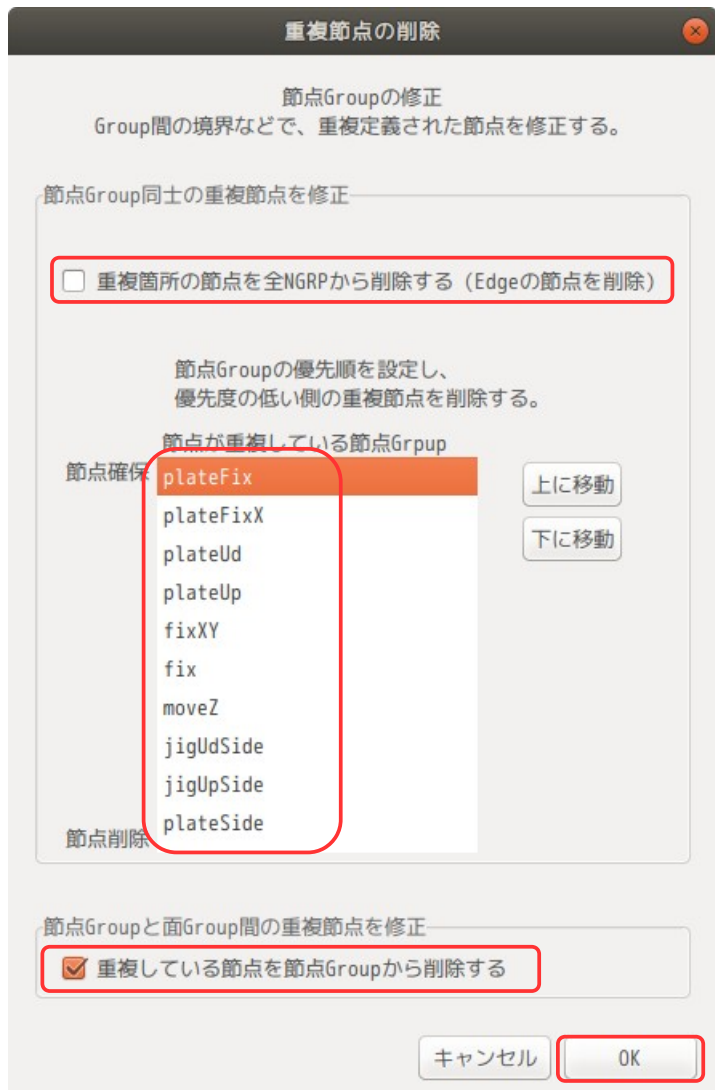 重複節点の削除
節点Groupの修正
Group間の境界などで、重複定義された節点を修正する。
節点Group同士の重複節点を修正
重複箇所の節点を全NGRPから削除する（Edgeの節点を削除）
節点Groupの優先順を設定し、
優先度の低い側の重複節点を削除する。
節点が重複している節点Grpup
節点確保
plateFix
上に移動
plateFixX
下に移動
plateUd
plateUp
fixXY
fix
moveZ
jigUdSide
jigUpSide
plateSide
節点削除
節点Groupと面Group間の重複節点を修正
重複している節点を節点Groupから削除する
キャンセル
OK